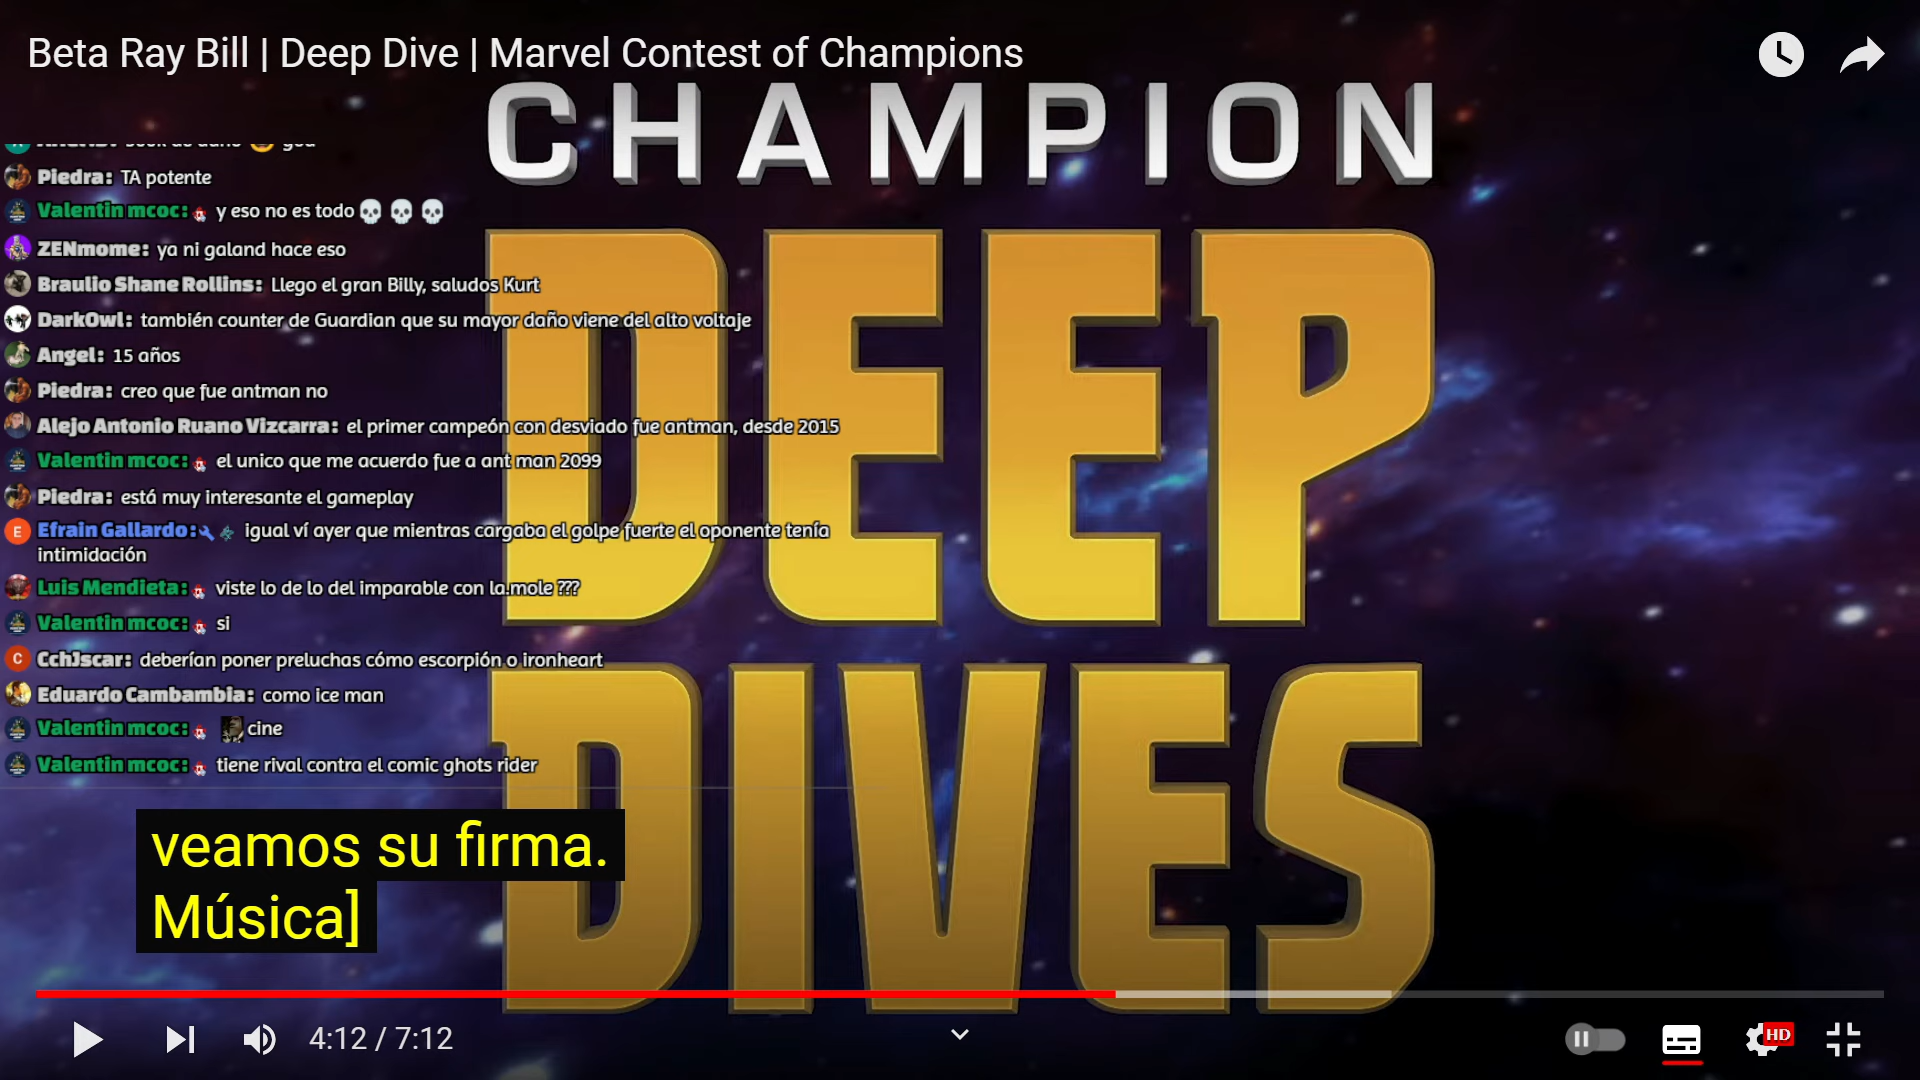 Beta Ray Bill | Deep Dive | Marvel Contest of Champions
CHAMPION
DEEP
DIVES
Piedra: TA potente
Valentin mcoc: y eso no es todo💀💀💀
ZENmome: ya ni galand hace eso
Braulio Shane Rollins: Llego el gran Billy, saludos Kurt
DarkOwl: también counter de Guardian que su mayor daño viene del alto voltaje
Angel: 15 años
Piedra: creo que fue antman no
Alejo Antonio Ruano Vizcarra: el primer campeón con desviado fue antman, desde 2015
Valentin mcoc: el unico que me acuerdo fue a ant man 2099
Piedra: está muy interesante el gameplay
E Efrain Gallardo: igual ví ayer que mientras cargaba el golpe fuerte el oponente tenía
intimidación
Luis Mendieta: viste lo de lo del imparable con la.mole ???
Valentin mcoc: si
C CchJscar: deberían poner preluchas cómo escorpión o ironheart
Eduardo Cambambia: como ice man
Valentin mcoc: cine
Valentin mcoc: tiene rival contra el comic ghots rider
veamos su firma.
Música]
4:12 / 7:12
HD